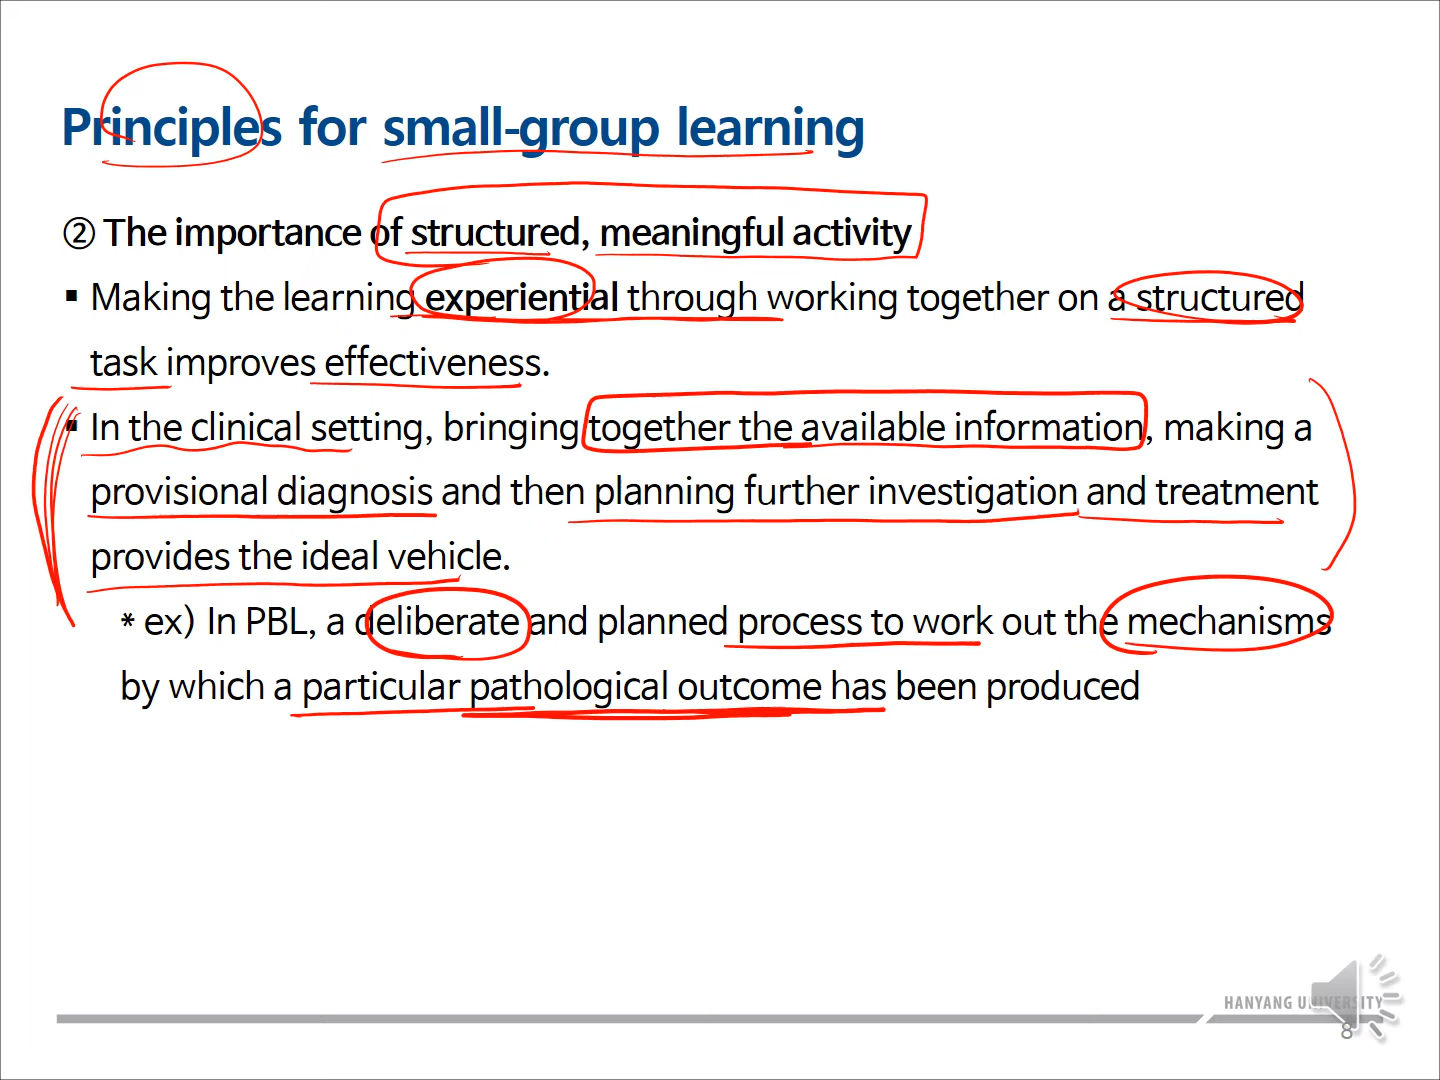 Principles for small-group learning
② The importance of structured, meaningful activity
▪ Making the learning experiential through working together on a structured
task improves effectiveness.
▪ In the clinical setting, bringing together the available information, making a
provisional diagnosis and then planning further investigation and treatment
provides the ideal vehicle.
* ex) In PBL, a deliberate and planned process to work out the mechanisms
by which a particular pathological outcome has been produced
HANYANG UNIVERSITY
8